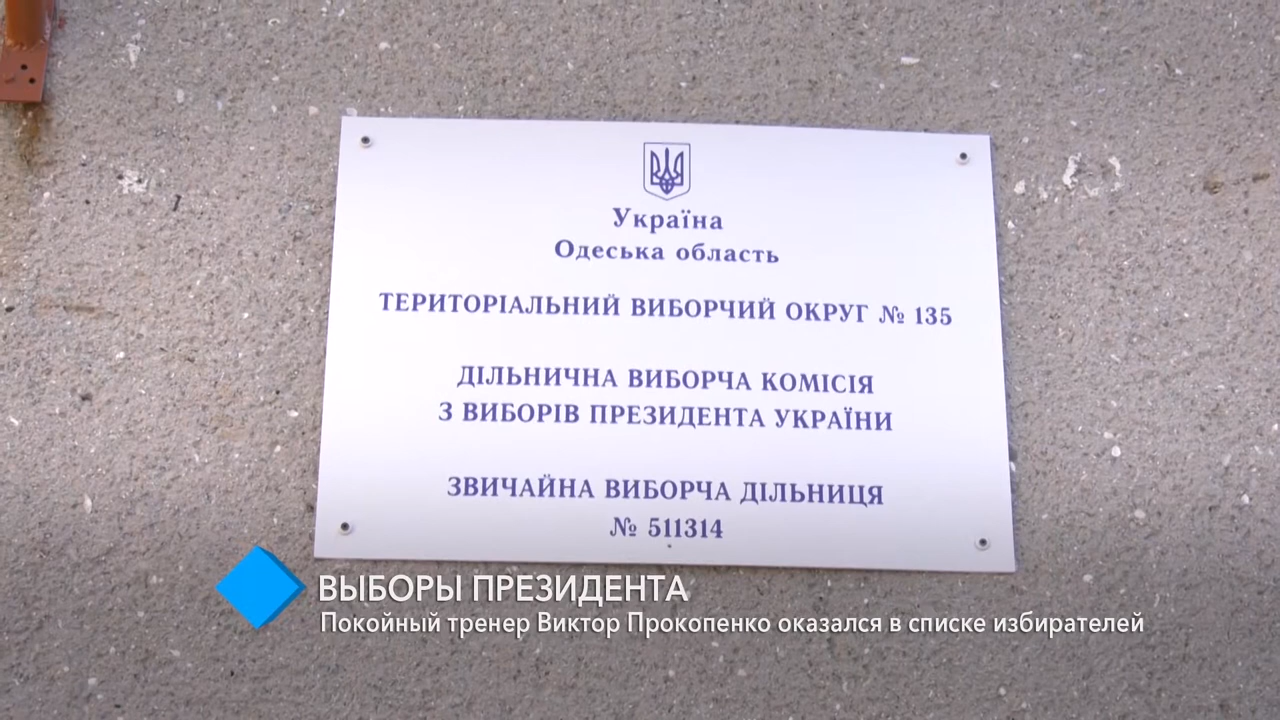 Україна
Одеська область
ТЕРИТОРІАЛЬНИЙ ВИБОРЧИЙ ОКРУГ № 135
ДІЛЬНИЧНА ВИБОРЧА КОМІСІЯ
З ВИБОРІВ ПРЕЗИДЕНТА УКРАЇНИ
ЗВИЧАЙНА ВИБОРЧА ДІЛЬНИЦЯ
№ 511314
ВЫБОРЫ ПРЕЗИДЕНТА
Покойный тренер Виктор Прокопенко оказался в списке избирателей